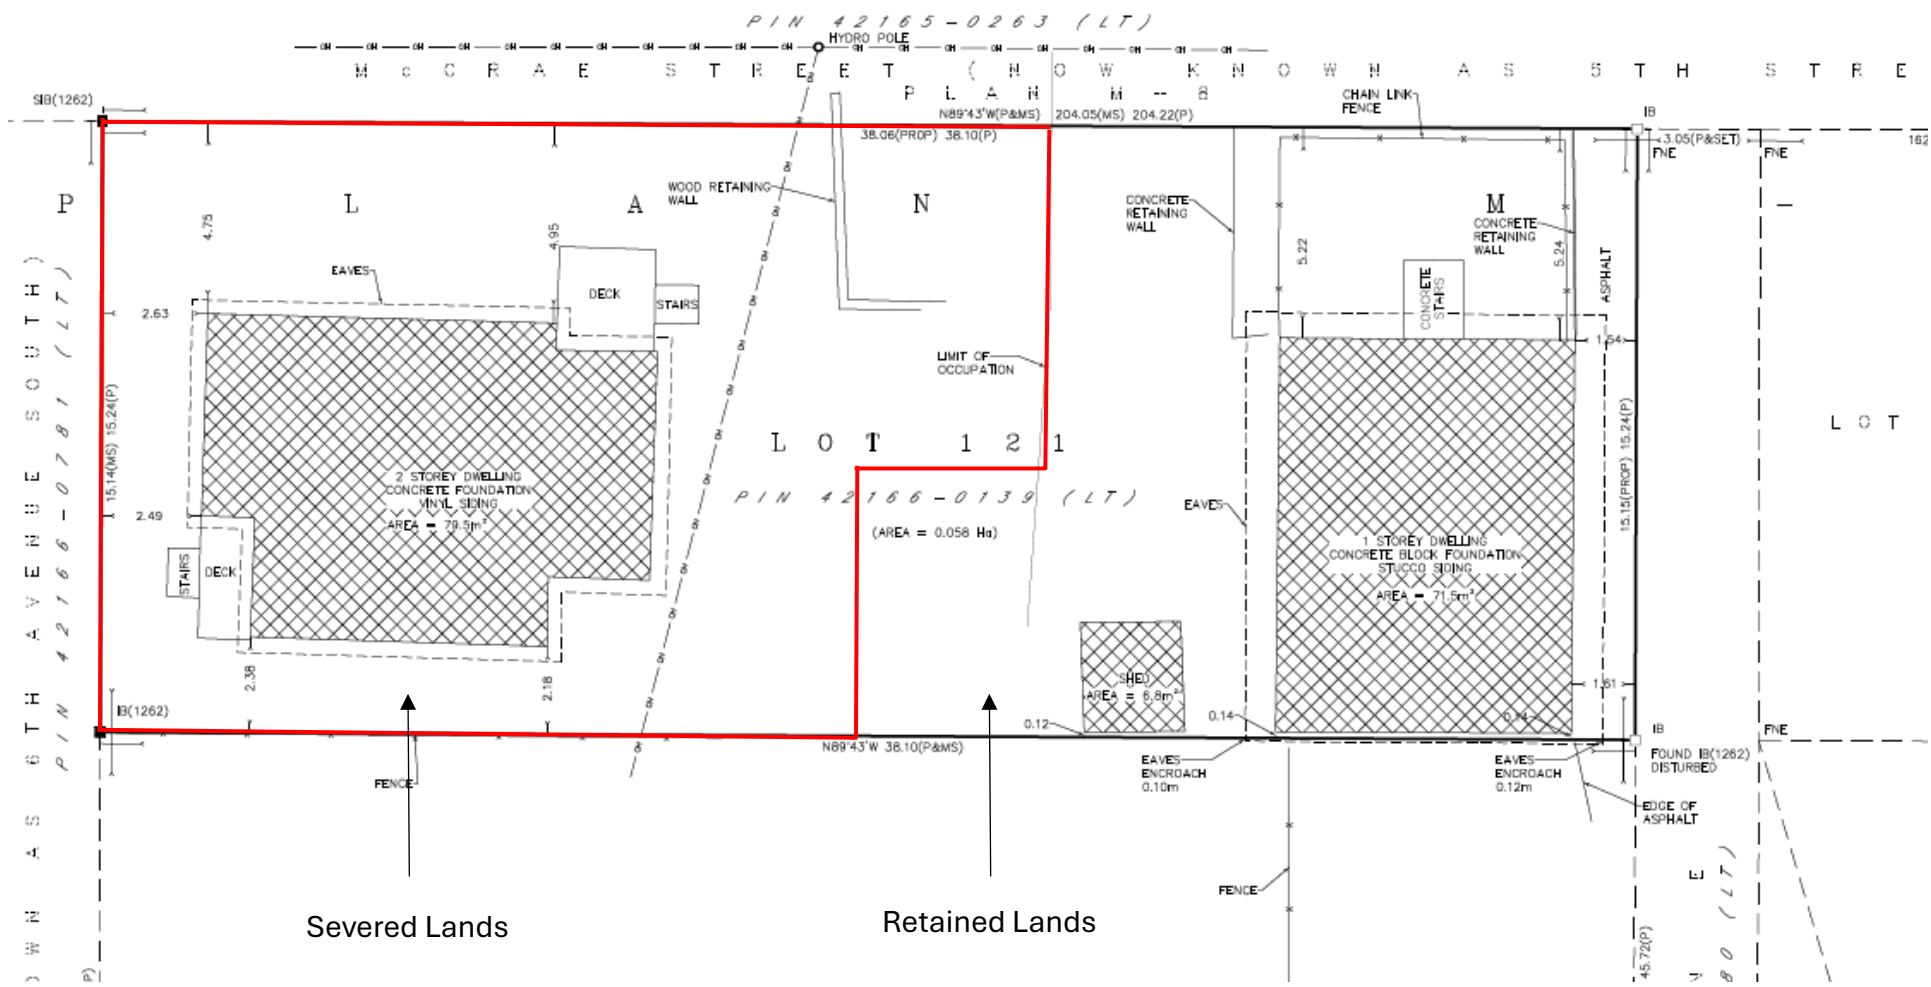 PIN 42165-0263 (LT)
HYDRO POLE
McCRAE STREET (NOW KNOWN AS 5TH STRE
PLAN M-8
SIB(1262)
N89°43'W(P&MS) 204.05(MS) 204.22(P)
38.06(PROP) 38.10(P)
CHAIN LINK
FENCE
IB
3.05(P&SET)
FNE
FNE
162
PLAN M-
WOOD RETAINING
WALL
CONCRETE
RETAINING
WALL
CONCRETE
RETAINING
WALL
4.75
4.95
5.22
5.24
ASPHALT
EAVES
DECK
STAIRS
CONCRETE
STAIRS
2.63
1.54
LIMIT OF
OCCUPATION
15.14(MS) 15.24(P)
15.15(PROP) 15.24(P)
LOT
LOT 121
PIN 42166-0139 (LT)
(AREA = 0.058 Ha)
2 STOREY DWELLING
CONCRETE FOUNDATION
VINYL SIDING
AREA = 79.5m²
2.49
STAIRS
DECK
EAVES
1 STOREY DWELLING
CONCRETE BLOCK FOUNDATION
STUCCO SIDING
AREA = 71.5m²
SHED
AREA = 6.8m²
2.38
2.18
1.61
IB(1262)
0.12
0.14
0.14
IB
FNE
N89°43'W 38.10(P&MS)
FENCE
EAVES
ENCROACH
0.10m
EAVES
ENCROACH
0.12m
FOUND IB(1262)
DISTURBED
EDGE OF
ASPHALT
FENCE
Severed Lands
Retained Lands
OWN AS 6TH AVENUE SOUTH)
PIN 42166-0781 (LT)
P)
45.72(P)
N E
80 (LT)